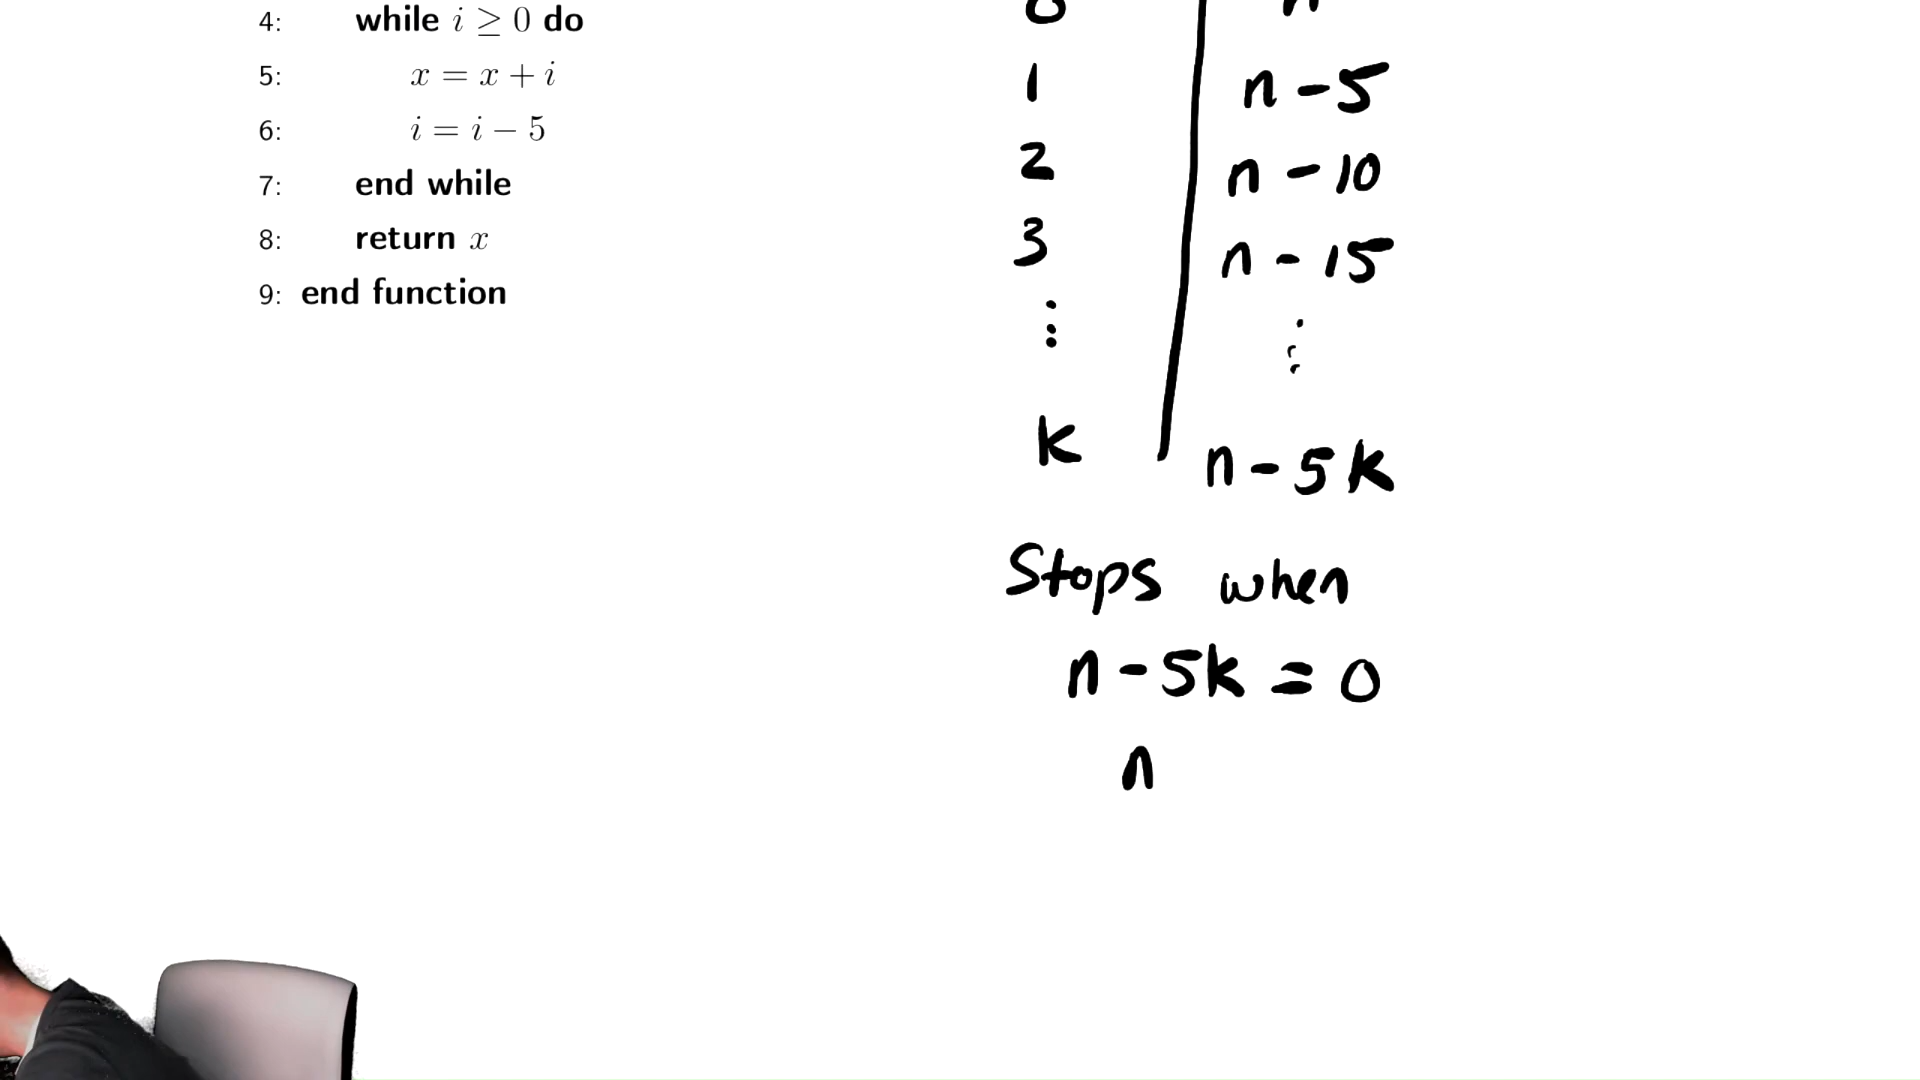 4: while i ≥ 0 do
5: x = x + i
6: i = i − 5
7: end while
8: return x
9: end function
0 n
1 n - 5
2 n - 10
3 n - 15
⋮ ⋮
k n - 5k
Stops when
n - 5k = 0
n